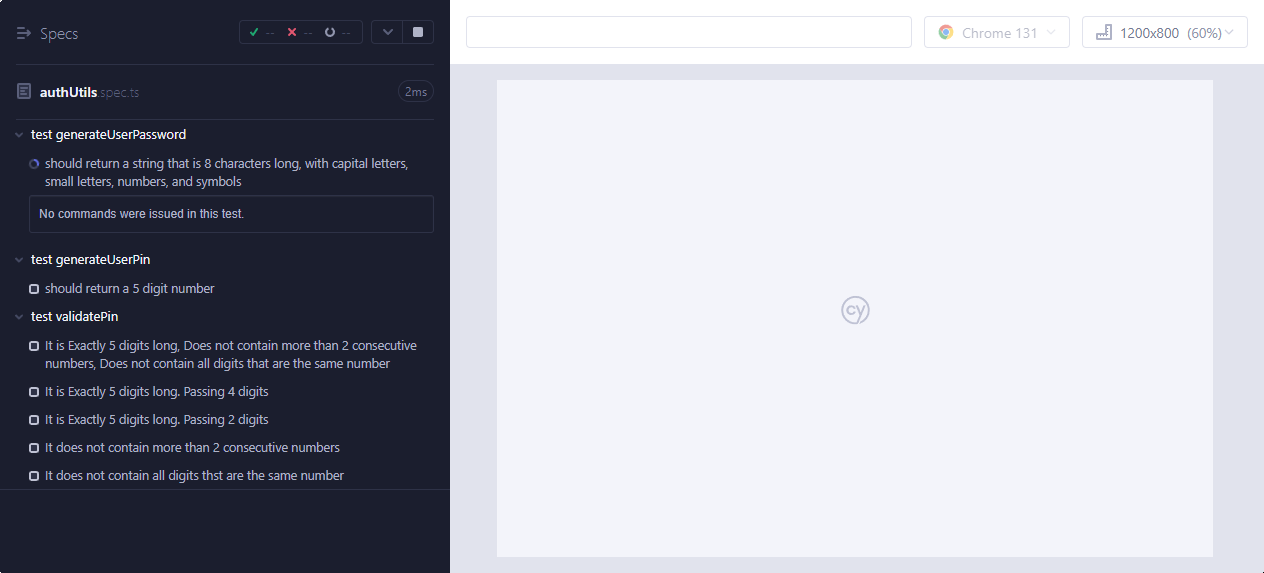 Specs
-- -- --
Chrome 131
1200x800 (60%)
authUtils.spec.ts
2ms
test generateUserPassword
should return a string that is 8 characters long, with capital letters,
small letters, numbers, and symbols
No commands were issued in this test.
test generateUserPin
should return a 5 digit number
test validatePin
It is Exactly 5 digits long, Does not contain more than 2 consecutive
numbers, Does not contain all digits that are the same number
It is Exactly 5 digits long. Passing 4 digits
It is Exactly 5 digits long. Passing 2 digits
It does not contain more than 2 consecutive numbers
It does not contain all digits thst are the same number
cy